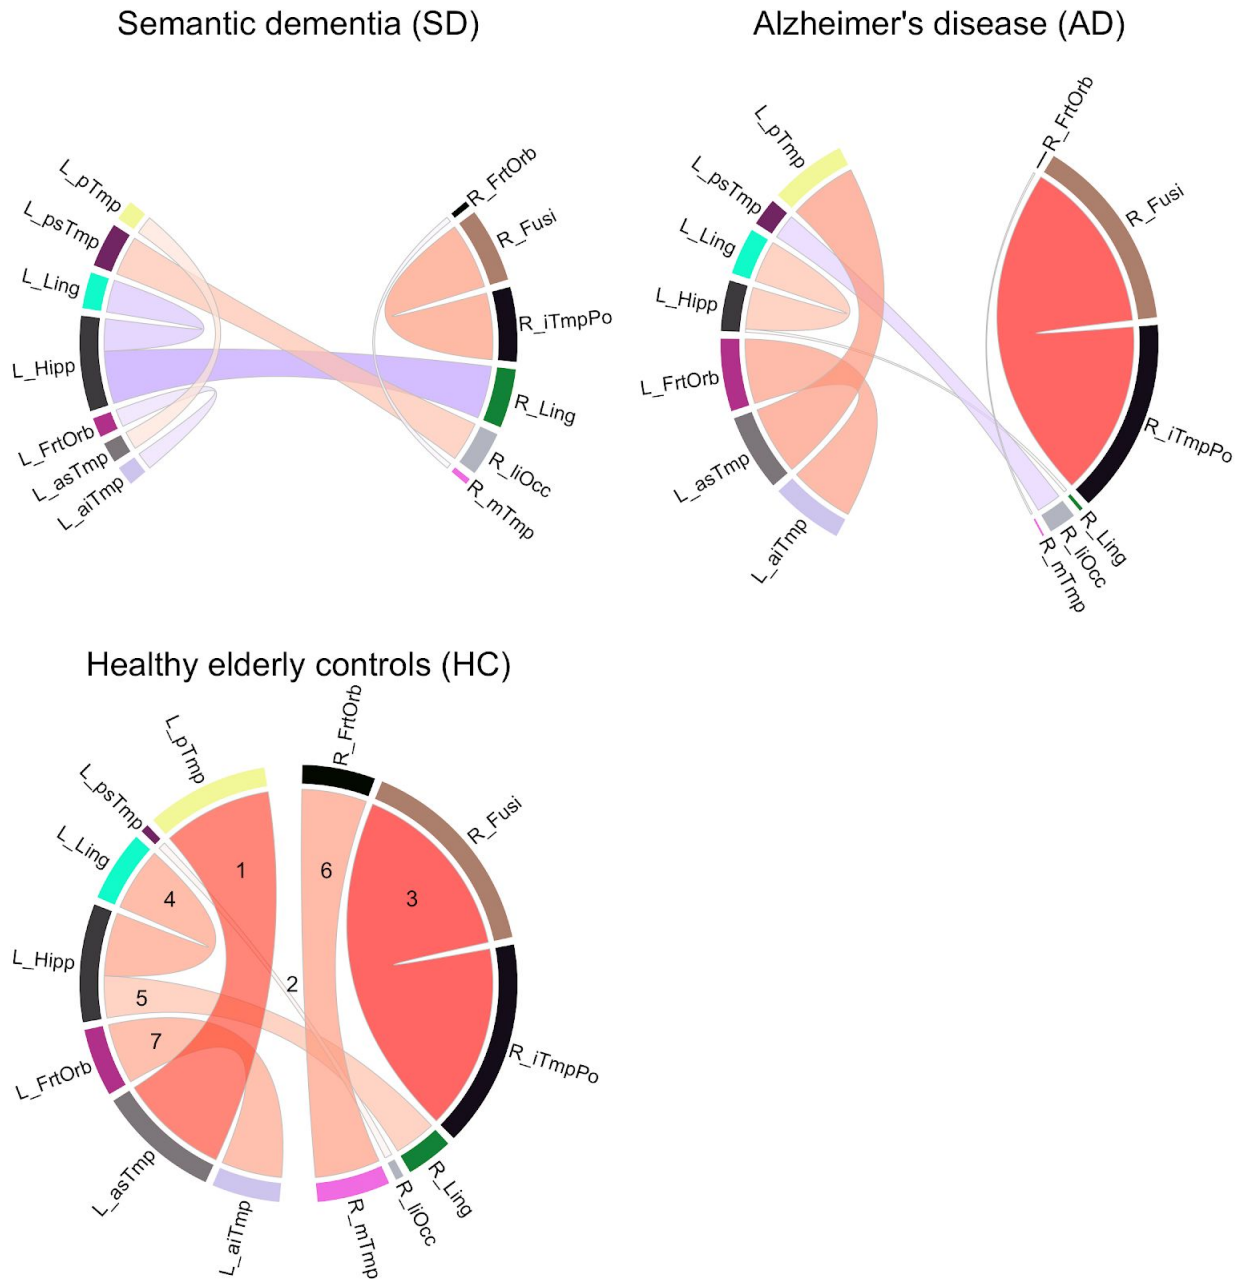 Semantic dementia (SD)
L_pTmp
L_psTmp
L_Ling
L_Hipp
L_FrtOrb
L_asTmp
L_aiTmp
R_FrtOrb
R_Fusi
R_iTmpPo
R_Ling
R_liOcc
R_mTmp
Alzheimer's disease (AD)
L_pTmp
L_psTmp
L_Ling
L_Hipp
L_FrtOrb
L_asTmp
L_aiTmp
R_FrtOrb
R_Fusi
R_iTmpPo
R_Ling
R_liOcc
R_mTmp
Healthy elderly controls (HC)
L_pTmp
L_psTmp
L_Ling
L_Hipp
L_FrtOrb
L_asTmp
L_aiTmp
R_FrtOrb
R_Fusi
R_iTmpPo
R_Ling
R_liOcc
R_mTmp
1
6
3
4
2
5
7